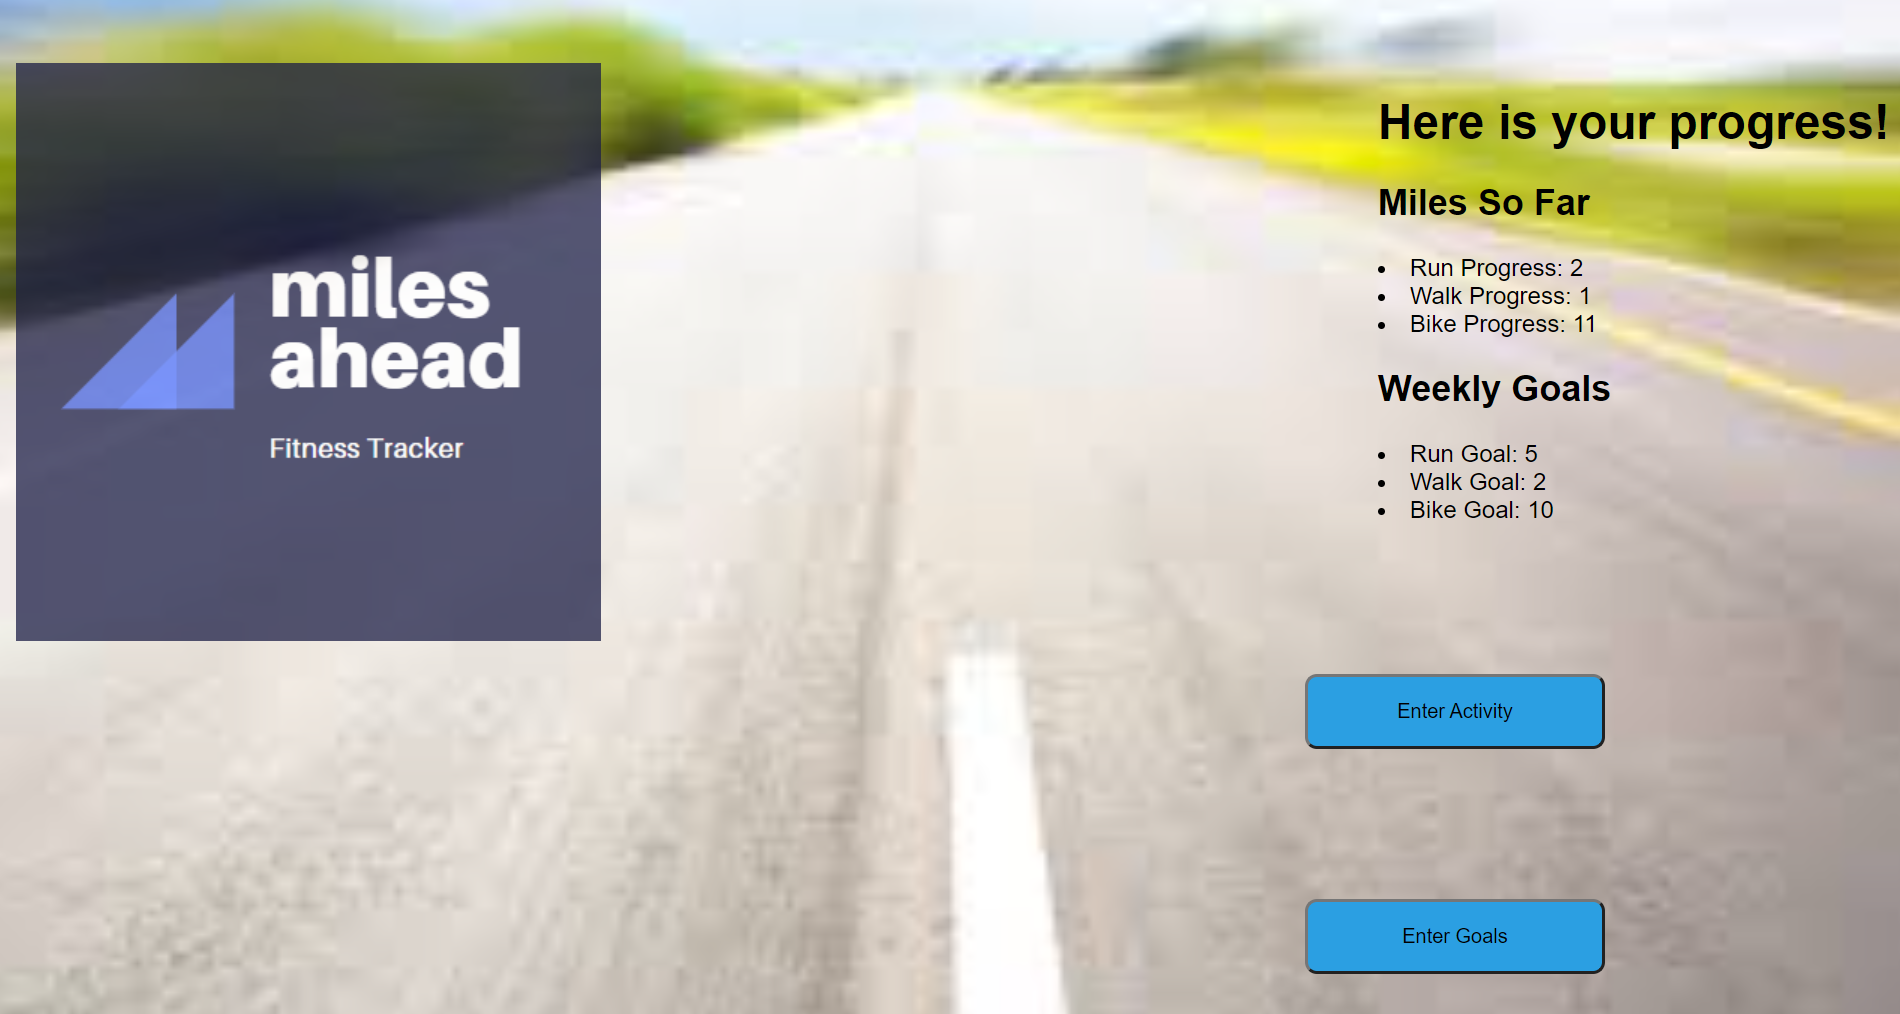 miles
ahead
Fitness Tracker
Here is your progress!
Miles So Far
Run Progress: 2
Walk Progress: 1
Bike Progress: 11
Weekly Goals
Run Goal: 5
Walk Goal: 2
Bike Goal: 10
Enter Activity
Enter Goals